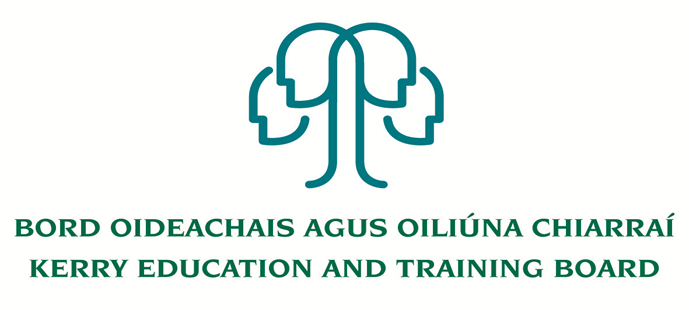 BORD OIDEACHAIS AGUS OILIÚNA CHIARRAÍ
KERRY EDUCATION AND TRAINING BOARD